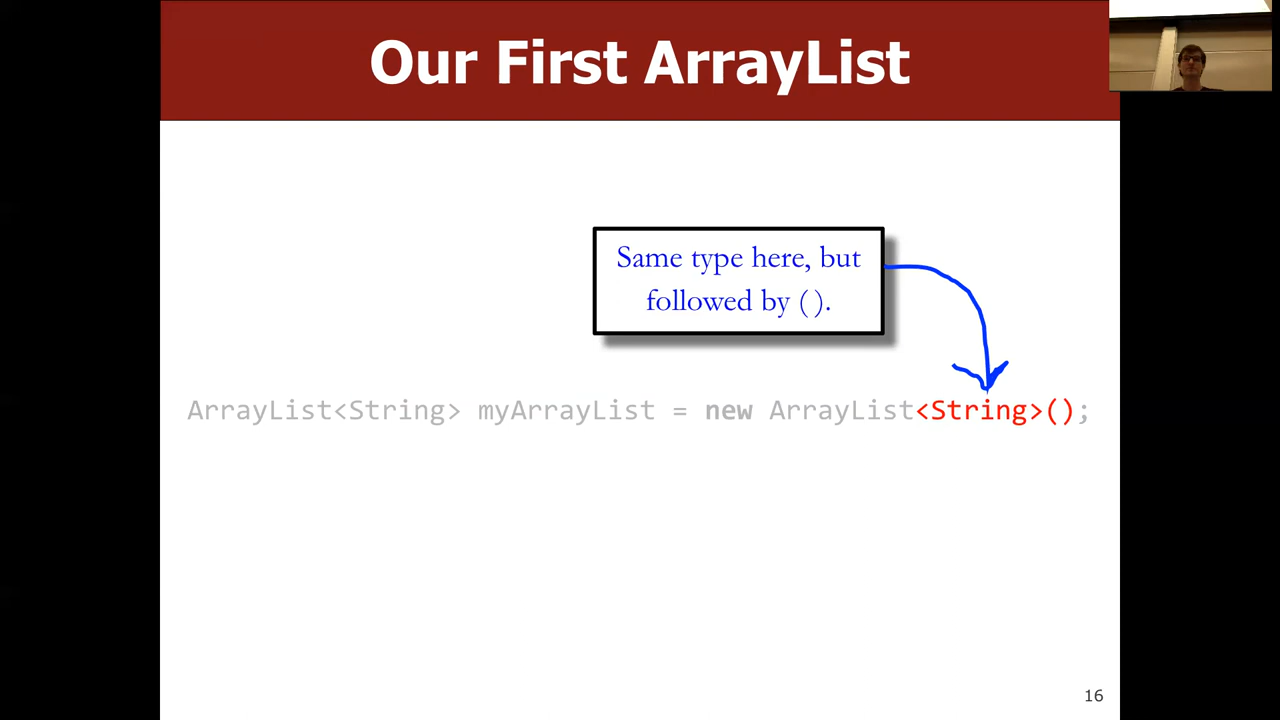 Our First ArrayList
Same type here, but
followed by ( ).
ArrayList<String> myArrayList = new ArrayList<String>();
16